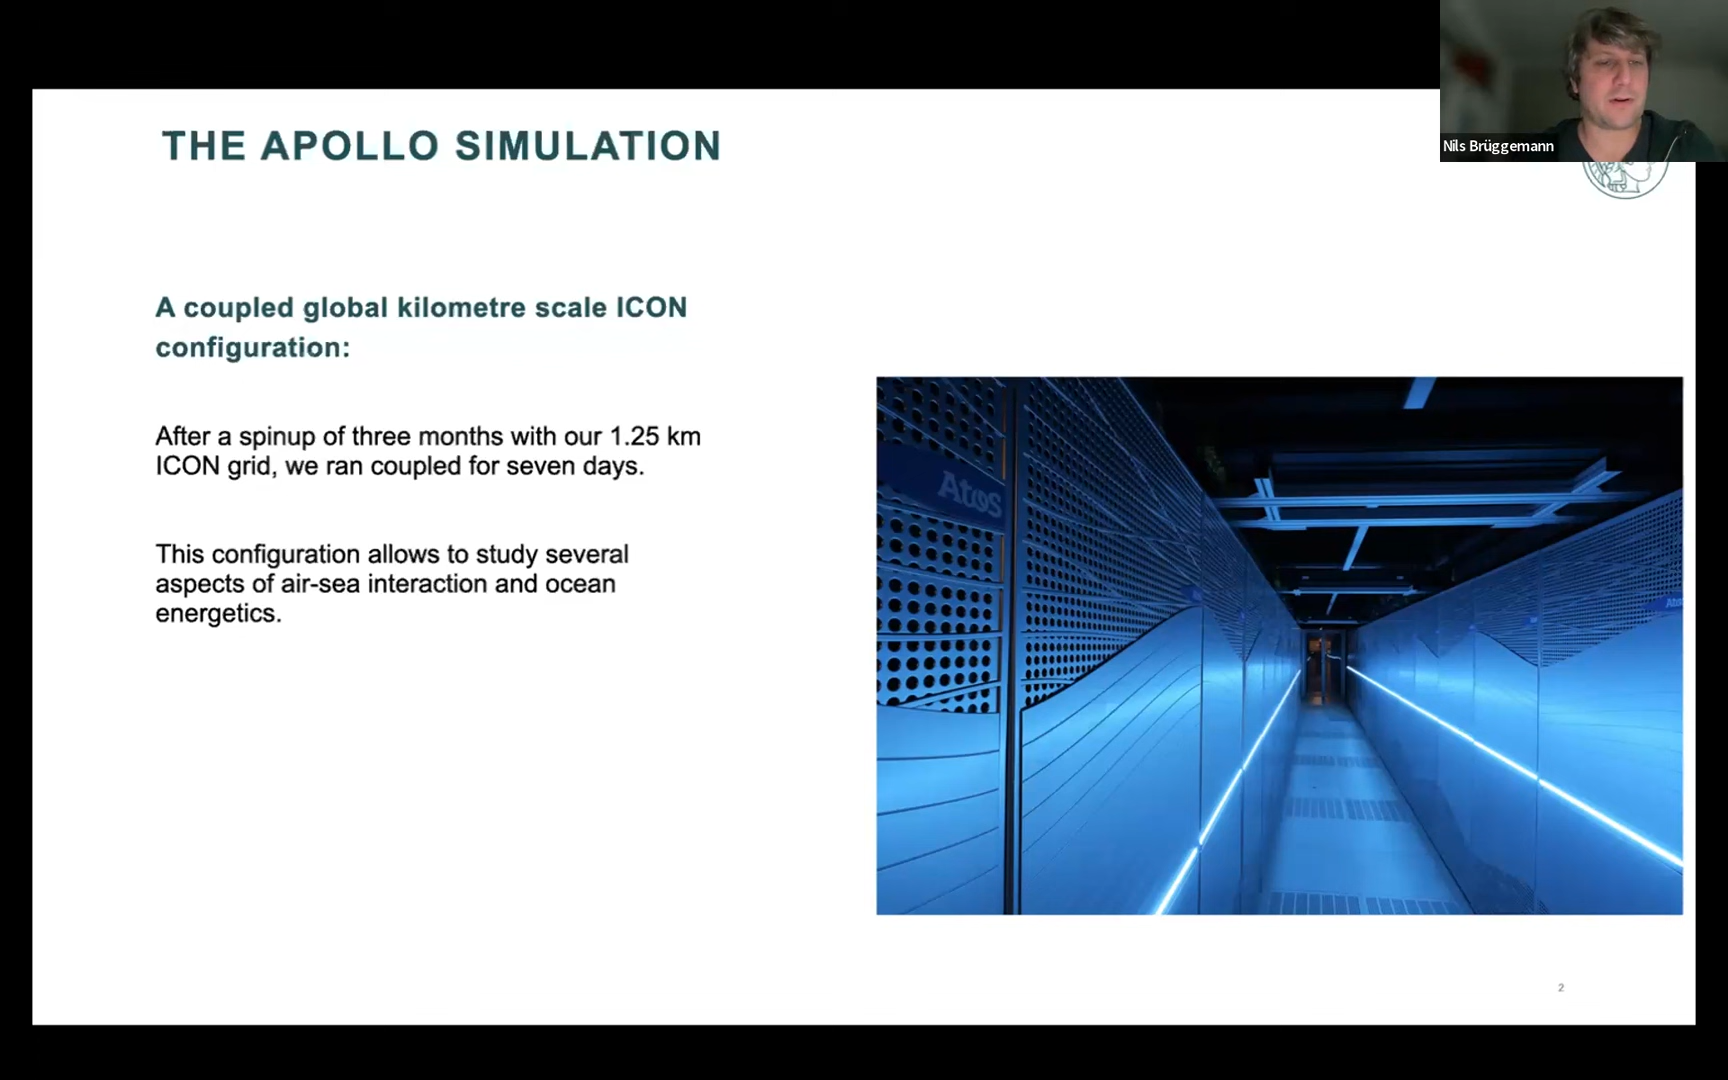 THE APOLLO SIMULATION
Nils Brüggemann
A coupled global kilometre scale ICON
configuration:
After a spinup of three months with our 1.25 km
ICON grid, we ran coupled for seven days.
This configuration allows to study several
aspects of air-sea interaction and ocean
energetics.
Atos
2